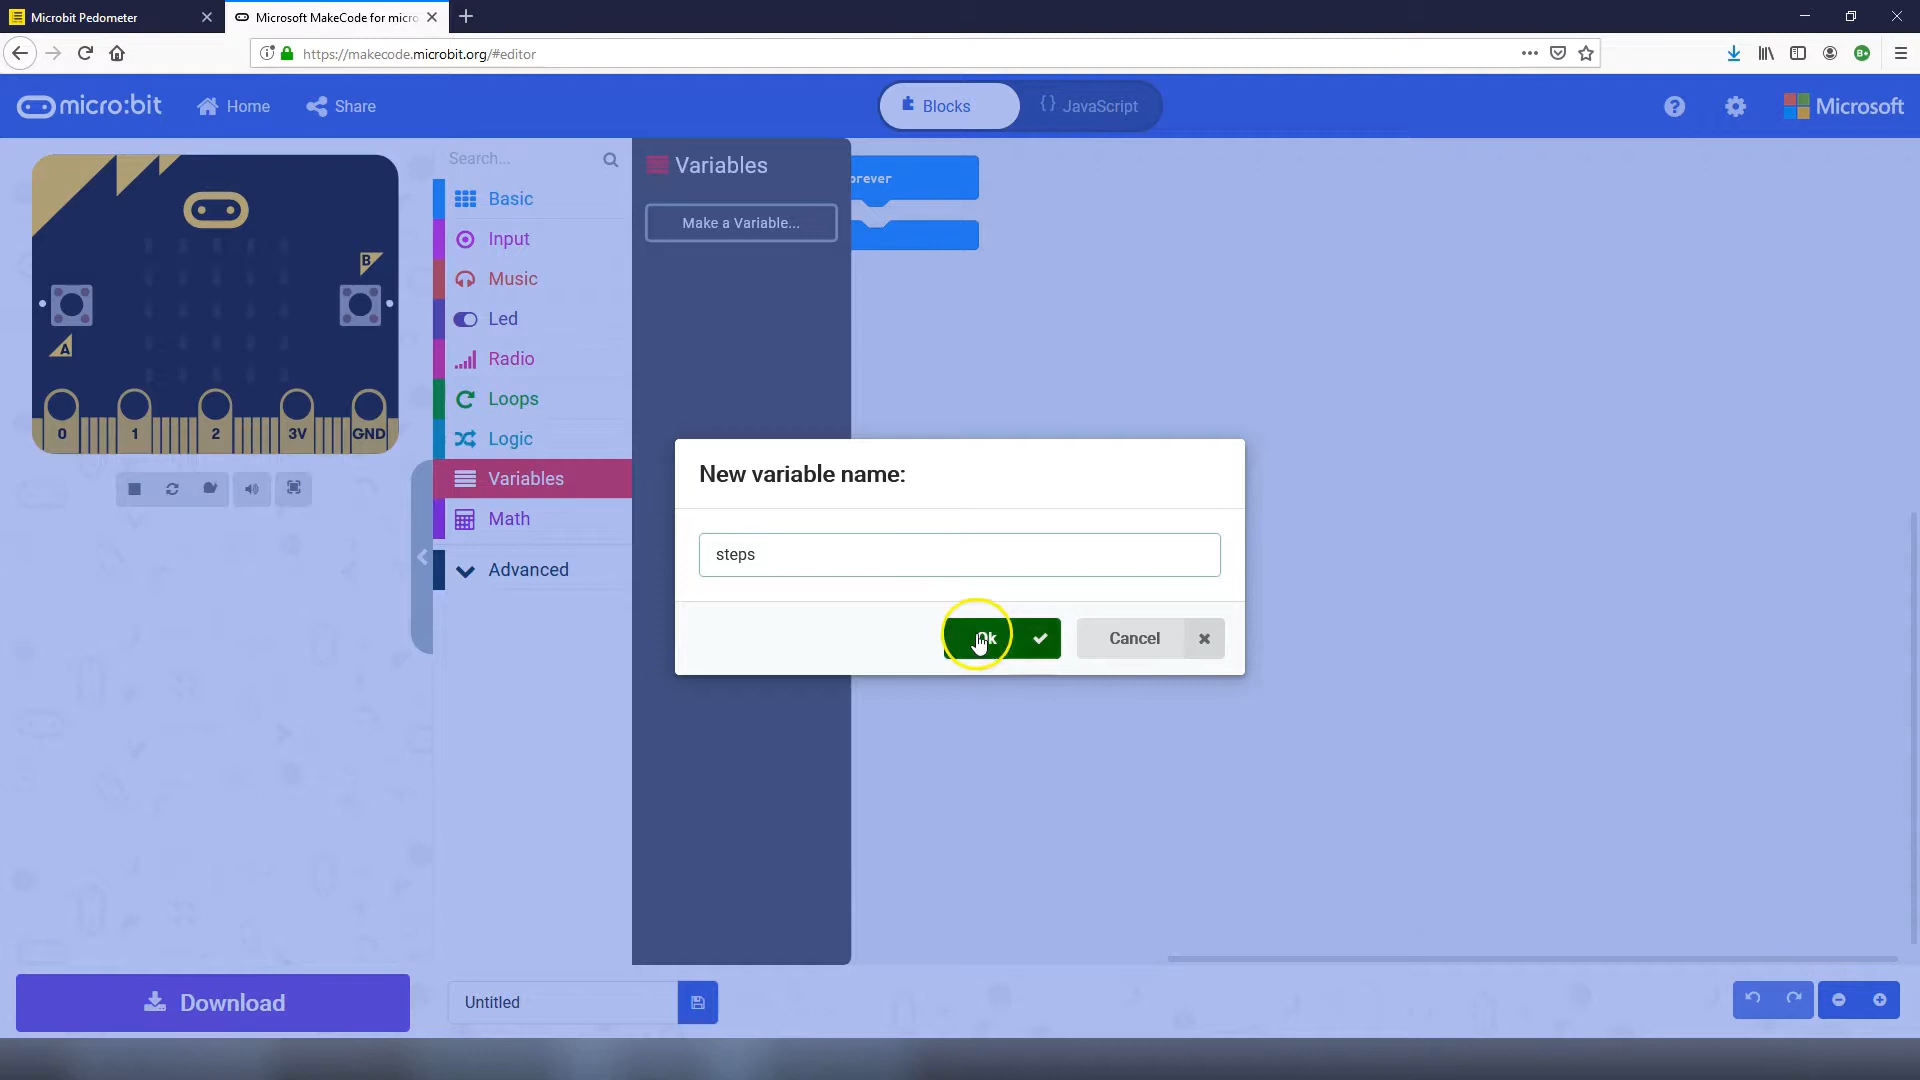 Microbit Pedometer
Microsoft MakeCode for micro
https://makecode.microbit.org/#editor
micro:bit
Home
Share
Blocks
{} JavaScript
Microsoft
Search...
Basic
Input
Music
Led
Radio
Loops
Logic
Variables
Math
Advanced
Variables
Make a Variable...
orever
B
A
0
1
2
3V
GND
New variable name:
steps
Ok
Cancel
Download
Untitled